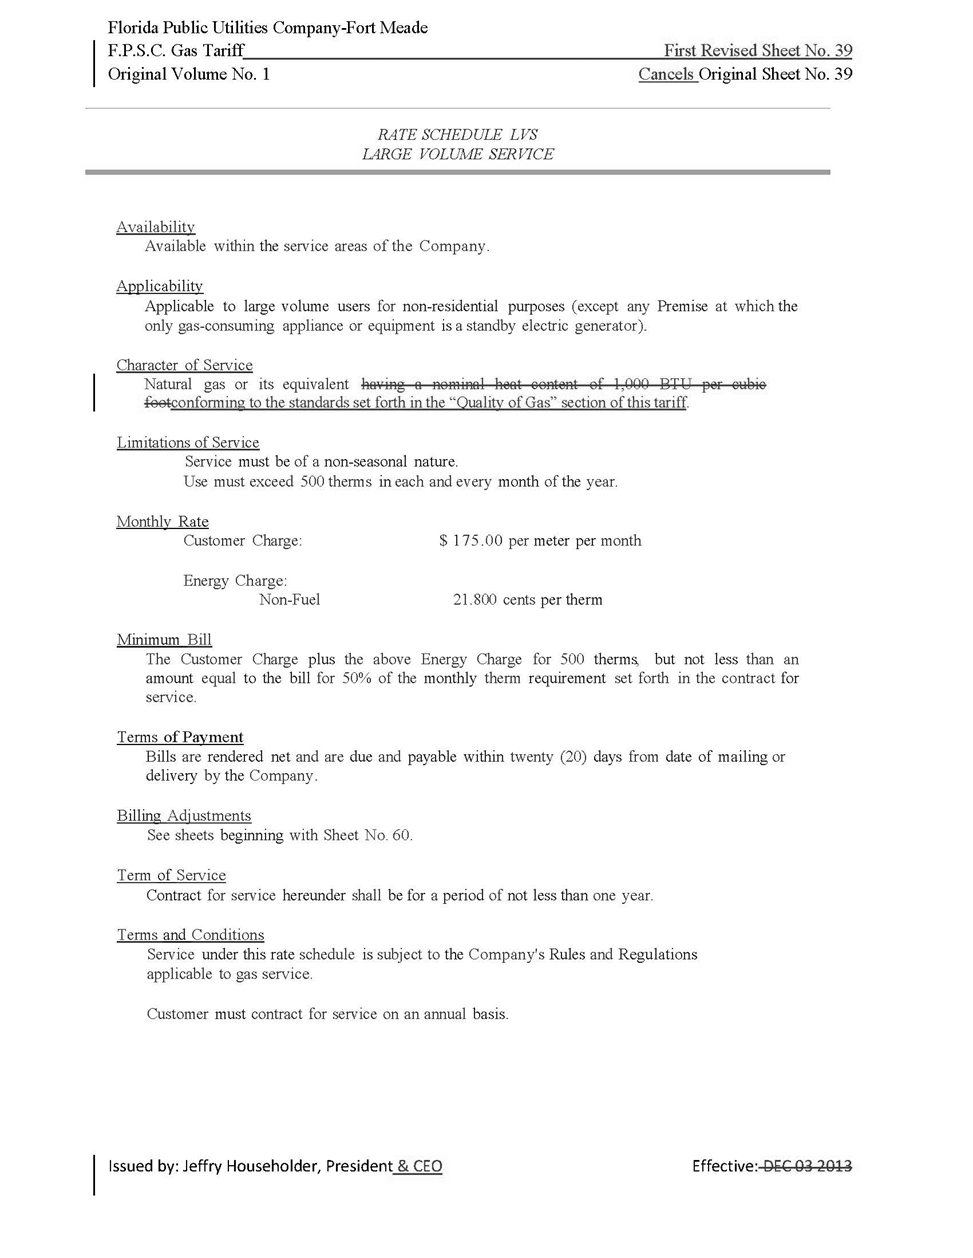 Florida Public Utilities Company-Fort Meade
F.P.S.C. Gas Tariff First Revised Sheet No. 39
Original Volume No. 1 Cancels Original Sheet No. 39
RATE SCHEDULE LVS
LARGE VOLUME SERVICE
Availability
Available within the service areas of the Company.
Applicability
Applicable to large volume users for non-residential purposes (except any Premise at which the
only gas-consuming appliance or equipment is a standby electric generator).
Character of Service
Natural gas or its equivalent having a nominal heat content of 1,000 BTU per cubic
footconforming to the standards set forth in the “Quality of Gas” section of this tariff.
Limitations of Service
Service must be of a non-seasonal nature.
Use must exceed 500 therms in each and every month of the year.
Monthly Rate
Customer Charge: $ 175.00 per meter per month
Energy Charge:
Non-Fuel 21.800 cents per therm
Minimum Bill
The Customer Charge plus the above Energy Charge for 500 therms, but not less than an
amount equal to the bill for 50% of the monthly therm requirement set forth in the contract for
service.
Terms of Payment
Bills are rendered net and are due and payable within twenty (20) days from date of mailing or
delivery by the Company.
Billing Adjustments
See sheets beginning with Sheet No. 60.
Term of Service
Contract for service hereunder shall be for a period of not less than one year.
Terms and Conditions
Service under this rate schedule is subject to the Company's Rules and Regulations
applicable to gas service.
Customer must contract for service on an annual basis.
Issued by: Jeffry Householder, President & CEO Effective: DEC 03 2013